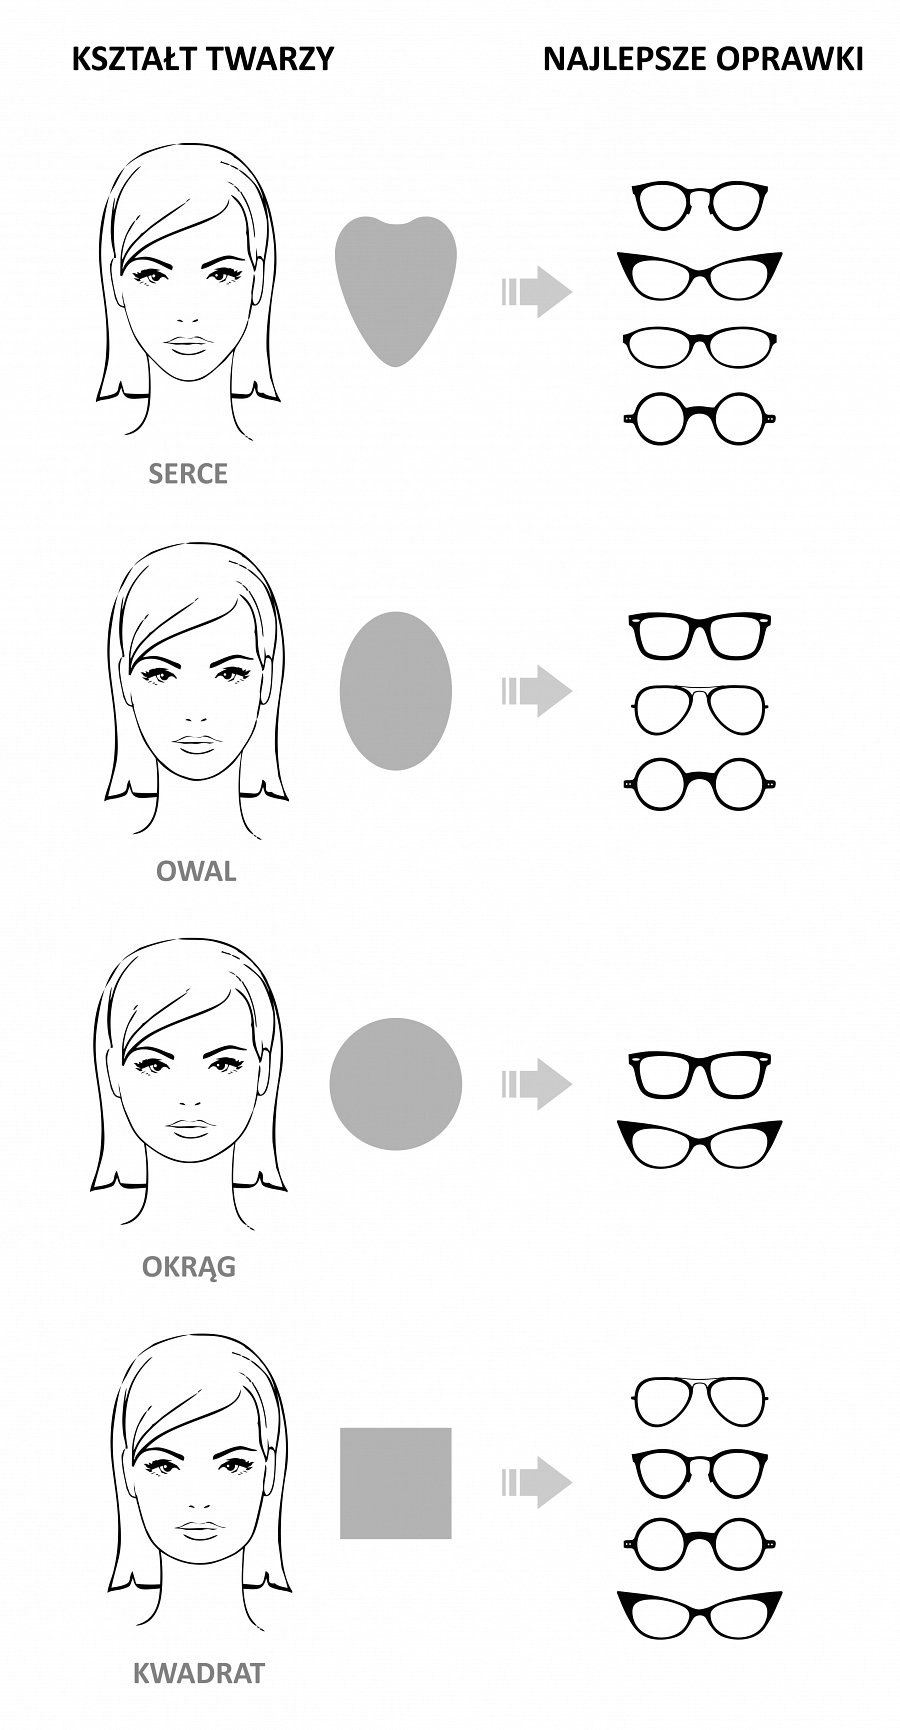 KSZTAŁT TWARZY
NAJLEPSZE OPRAWKI
SERCE
OWAL
OKRĄG
KWADRAT